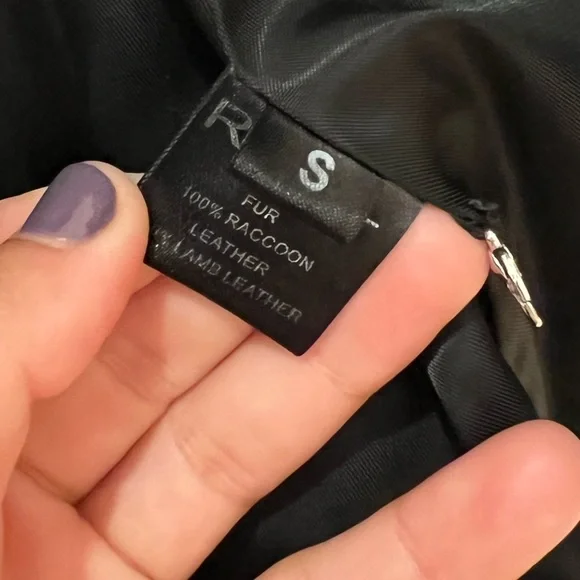 R
S
FUR
100% RACCOON
LEATHER
% LAMB LEATHER